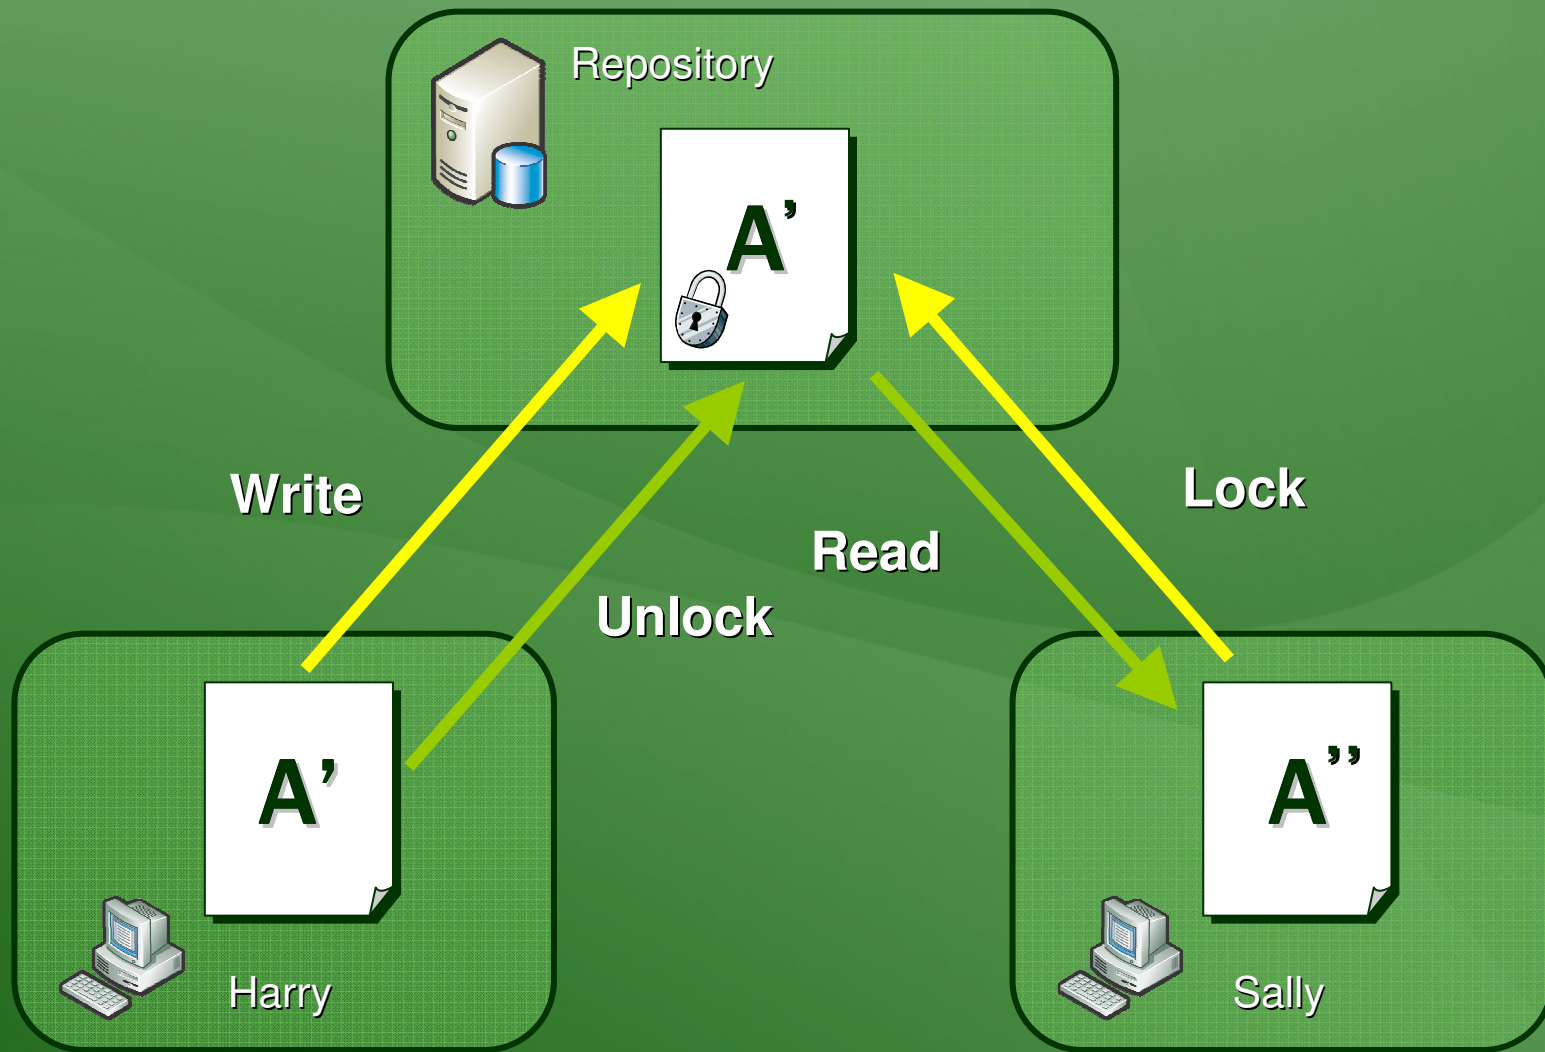 Repository
A’
Write
Lock
Read
Unlock
A’
A’’
Harry
Sally